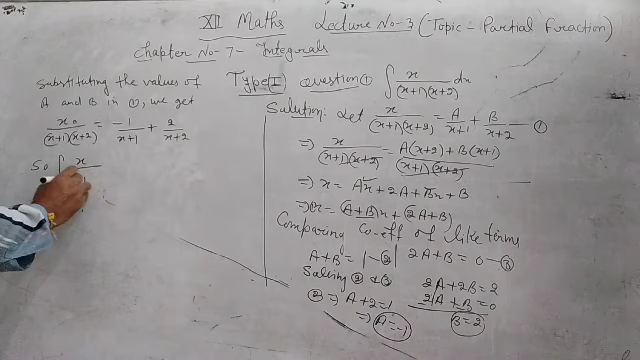 XII Maths Lecture No-3 (Topic - Partial Fraction)
Chapter No-7- Integrals
Type (I) Question ① ∫ x/((x+1)(x+2)) dx
Solution: Let x/((x+1)(x+2)) = A/(x+1) + B/(x+2) — ①
⇒ x/((x+1)(x+2)) = (A(x+2) + B(x+1))/((x+1)(x+2))
⇒ x = Ax + 2A + Bx + B
⇒ x = (A+B)x + (2A+B)
Comparing co-eff of like terms
A+B = 1 — ② | 2A+B = 0 — ③
Solving ② & ③
2A+2B = 2
2A+B = 0
B = 2
② ⇒ A+2 = 1
⇒ A = -1
Substituting the values of
A and B in ①, we get
x/((x+1)(x+2)) = -1/(x+1) + 2/(x+2)
So ∫ x